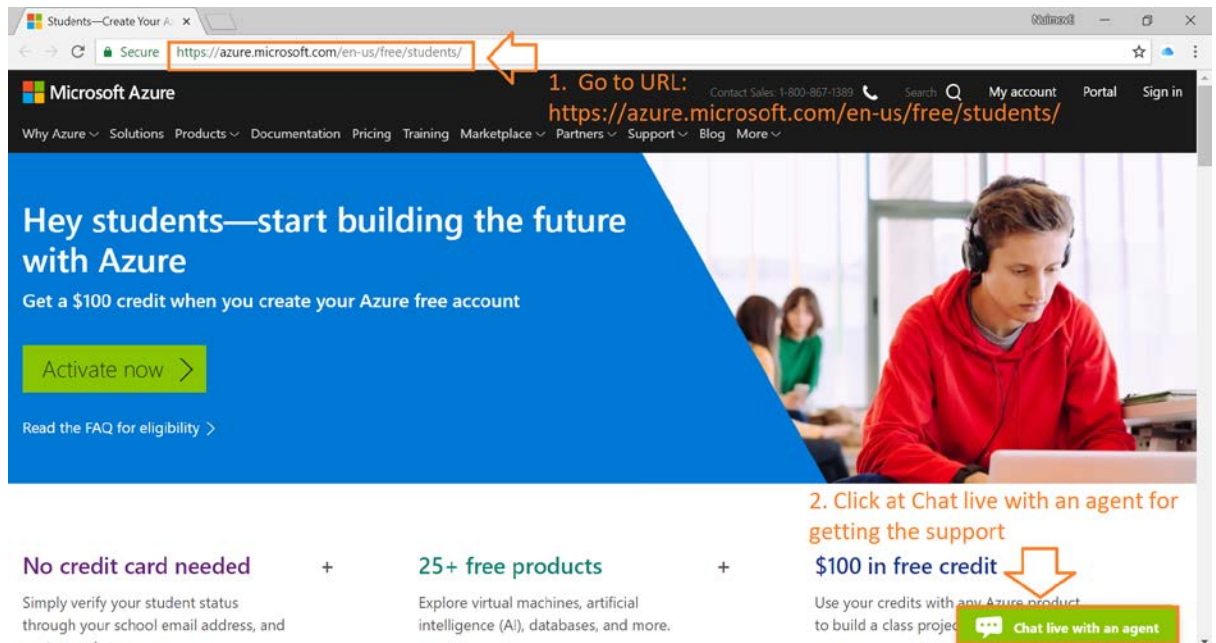 Students—Create Your A
Secure https://azure.microsoft.com/en-us/free/students/
1. Go to URL:
https://azure.microsoft.com/en-us/free/students/
Microsoft Azure
Contact Sales: 1-800-867-1389 Search My account Portal Sign in
Why Azure Solutions Products Documentation Pricing Training Marketplace Partners Support Blog More
Hey students—start building the future
with Azure
Get a $100 credit when you create your Azure free account
Activate now
Read the FAQ for eligibility
2. Click at Chat live with an agent for
getting the support
No credit card needed + 25+ free products + $100 in free credit
Simply verify your student status
through your school email address, and
Explore virtual machines, artificial
intelligence (AI), databases, and more.
Use your credits with any Azure product
to build a class projec
Chat live with an agent